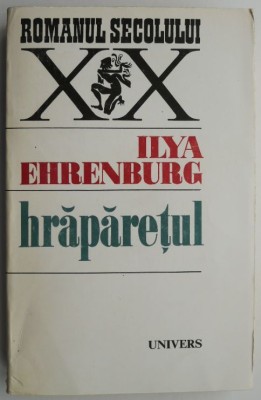 ROMANUL SECOLULUI
XX
ILYA
EHRENBURG
hrăpărețul
UNIVERS